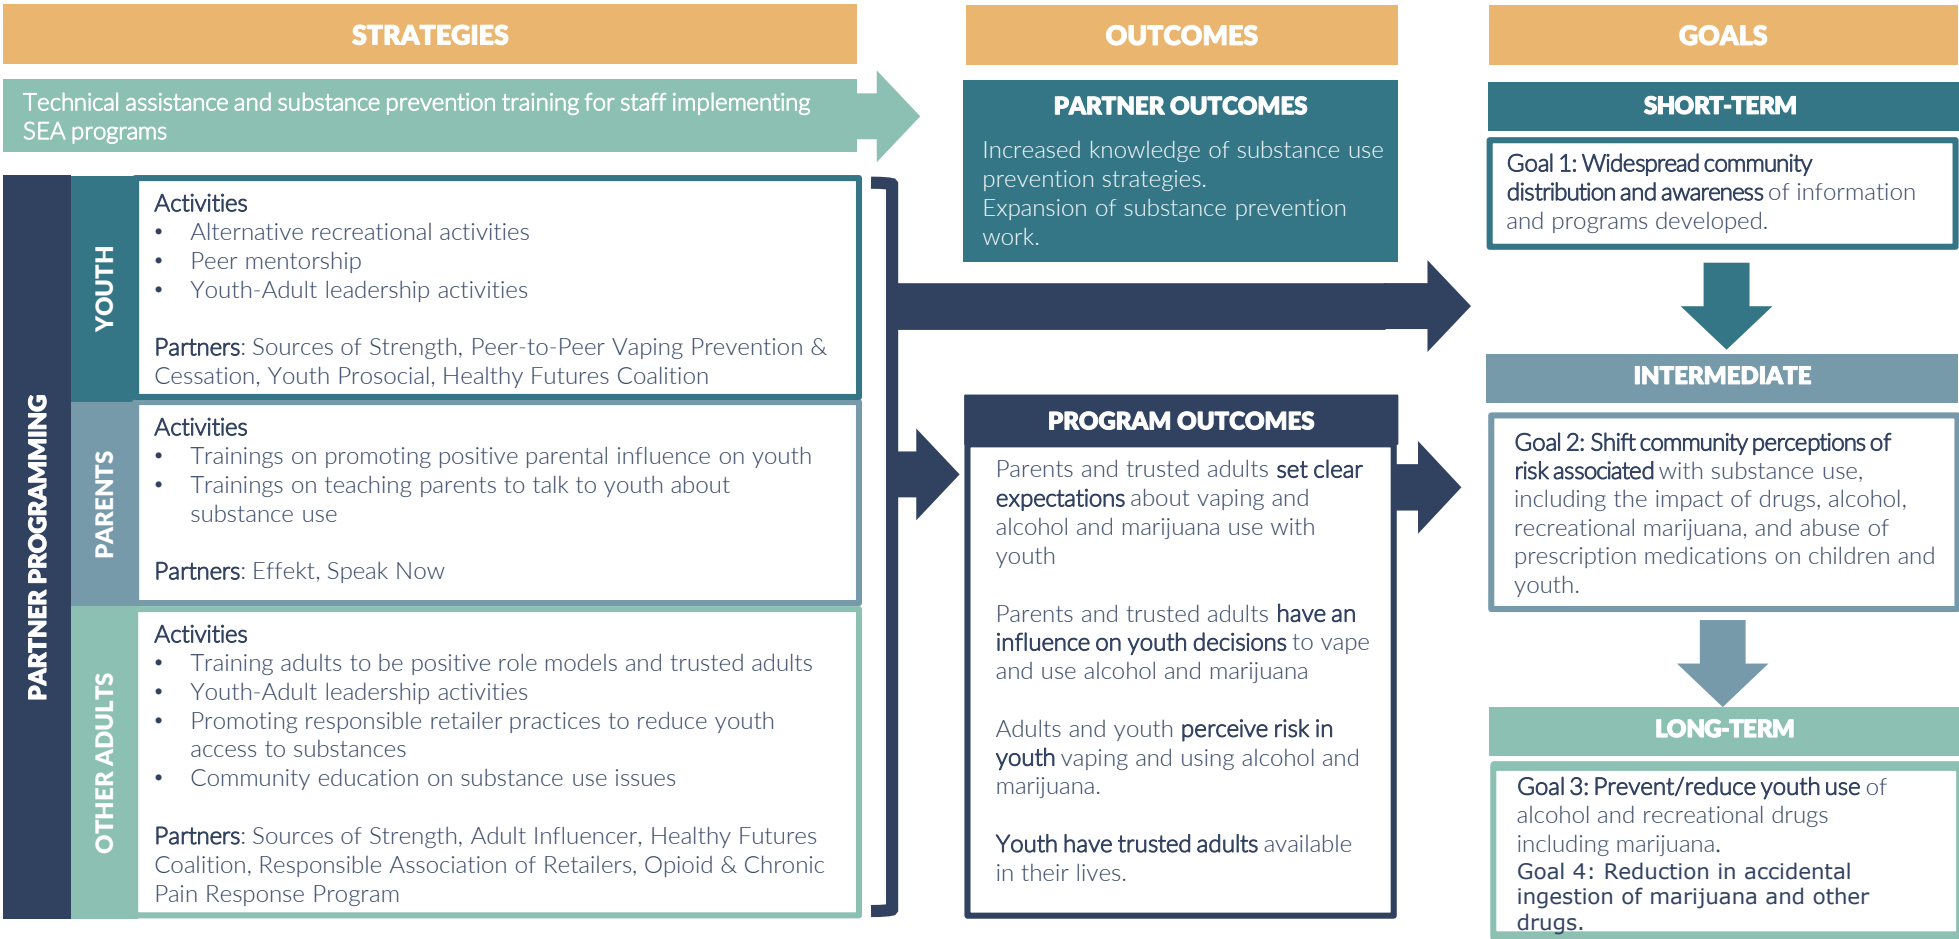 STRATEGIES
Technical assistance and substance prevention training for staff implementing
SEA programs
PARTNER PROGRAMMING
YOUTH
Activities
• Alternative recreational activities
• Peer mentorship
• Youth-Adult leadership activities
Partners: Sources of Strength, Peer-to-Peer Vaping Prevention &
Cessation, Youth Prosocial, Healthy Futures Coalition
PARENTS
Activities
• Trainings on promoting positive parental influence on youth
• Trainings on teaching parents to talk to youth about
substance use
Partners: Effekt, Speak Now
OTHER ADULTS
Activities
• Training adults to be positive role models and trusted adults
• Youth-Adult leadership activities
• Promoting responsible retailer practices to reduce youth
access to substances
• Community education on substance use issues
Partners: Sources of Strength, Adult Influencer, Healthy Futures
Coalition, Responsible Association of Retailers, Opioid & Chronic
Pain Response Program
OUTCOMES
PARTNER OUTCOMES
Increased knowledge of substance use
prevention strategies.
Expansion of substance prevention
work.
PROGRAM OUTCOMES
Parents and trusted adults set clear
expectations about vaping and
alcohol and marijuana use with
youth
Parents and trusted adults have an
influence on youth decisions to vape
and use alcohol and marijuana
Adults and youth perceive risk in
youth vaping and using alcohol and
marijuana.
Youth have trusted adults available
in their lives.
GOALS
SHORT-TERM
Goal 1: Widespread community
distribution and awareness of information
and programs developed.
INTERMEDIATE
Goal 2: Shift community perceptions of
risk associated with substance use,
including the impact of drugs, alcohol,
recreational marijuana, and abuse of
prescription medications on children and
youth.
LONG-TERM
Goal 3: Prevent/reduce youth use of
alcohol and recreational drugs
including marijuana.
Goal 4: Reduction in accidental
ingestion of marijuana and other
drugs.